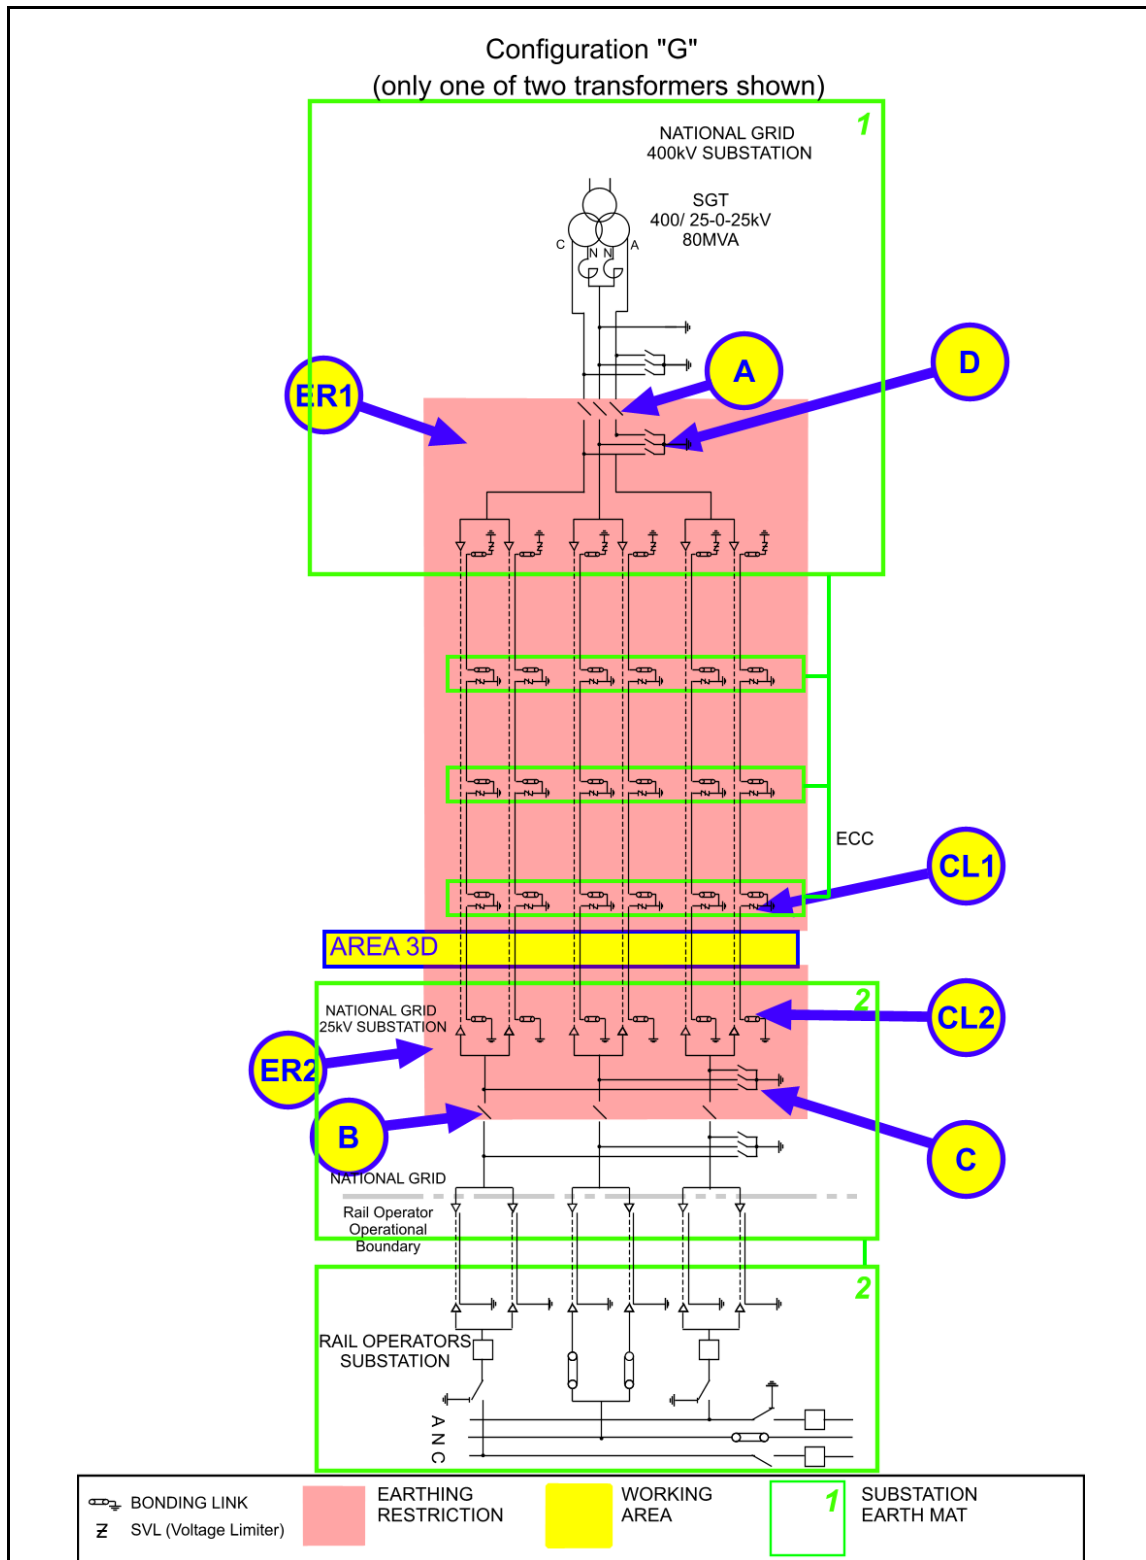 Configuration "G"
(only one of two transformers shown)
1
NATIONAL GRID
400kV SUBSTATION
SGT
400/ 25-0-25kV
80MVA
C
N
N
A
ER1
A
D
ECC
CL1
AREA 3D
2
NATIONAL GRID
25kV SUBSTATION
CL2
ER2
B
C
NATIONAL GRID
Rail Operator
Operational
Boundary
2
RAIL OPERATORS
SUBSTATION
A
N
C
BONDING LINK
SVL (Voltage Limiter)
EARTHING
RESTRICTION
WORKING
AREA
1
SUBSTATION
EARTH MAT